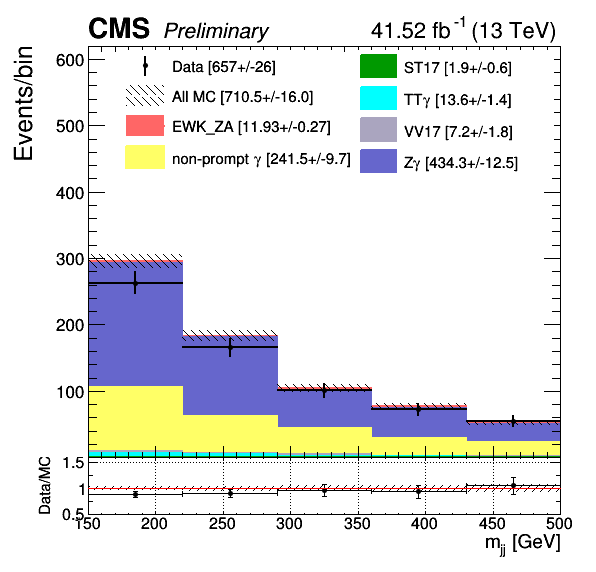 CMS Preliminary 41.52 fb⁻¹ (13 TeV)
Events/bin
600
500
400
300
200
100
Data [657+/-26]
All MC [710.5+/-16.0]
EWK_ZA [11.93+/-0.27]
non-prompt γ [241.5+/-9.7]
ST17 [1.9+/-0.6]
TTγ [13.6+/-1.4]
VV17 [7.2+/-1.8]
Zγ [434.3+/-12.5]
Data/MC
1.5
1
0.5
150 200 250 300 350 400 450 500
m_jj [GeV]